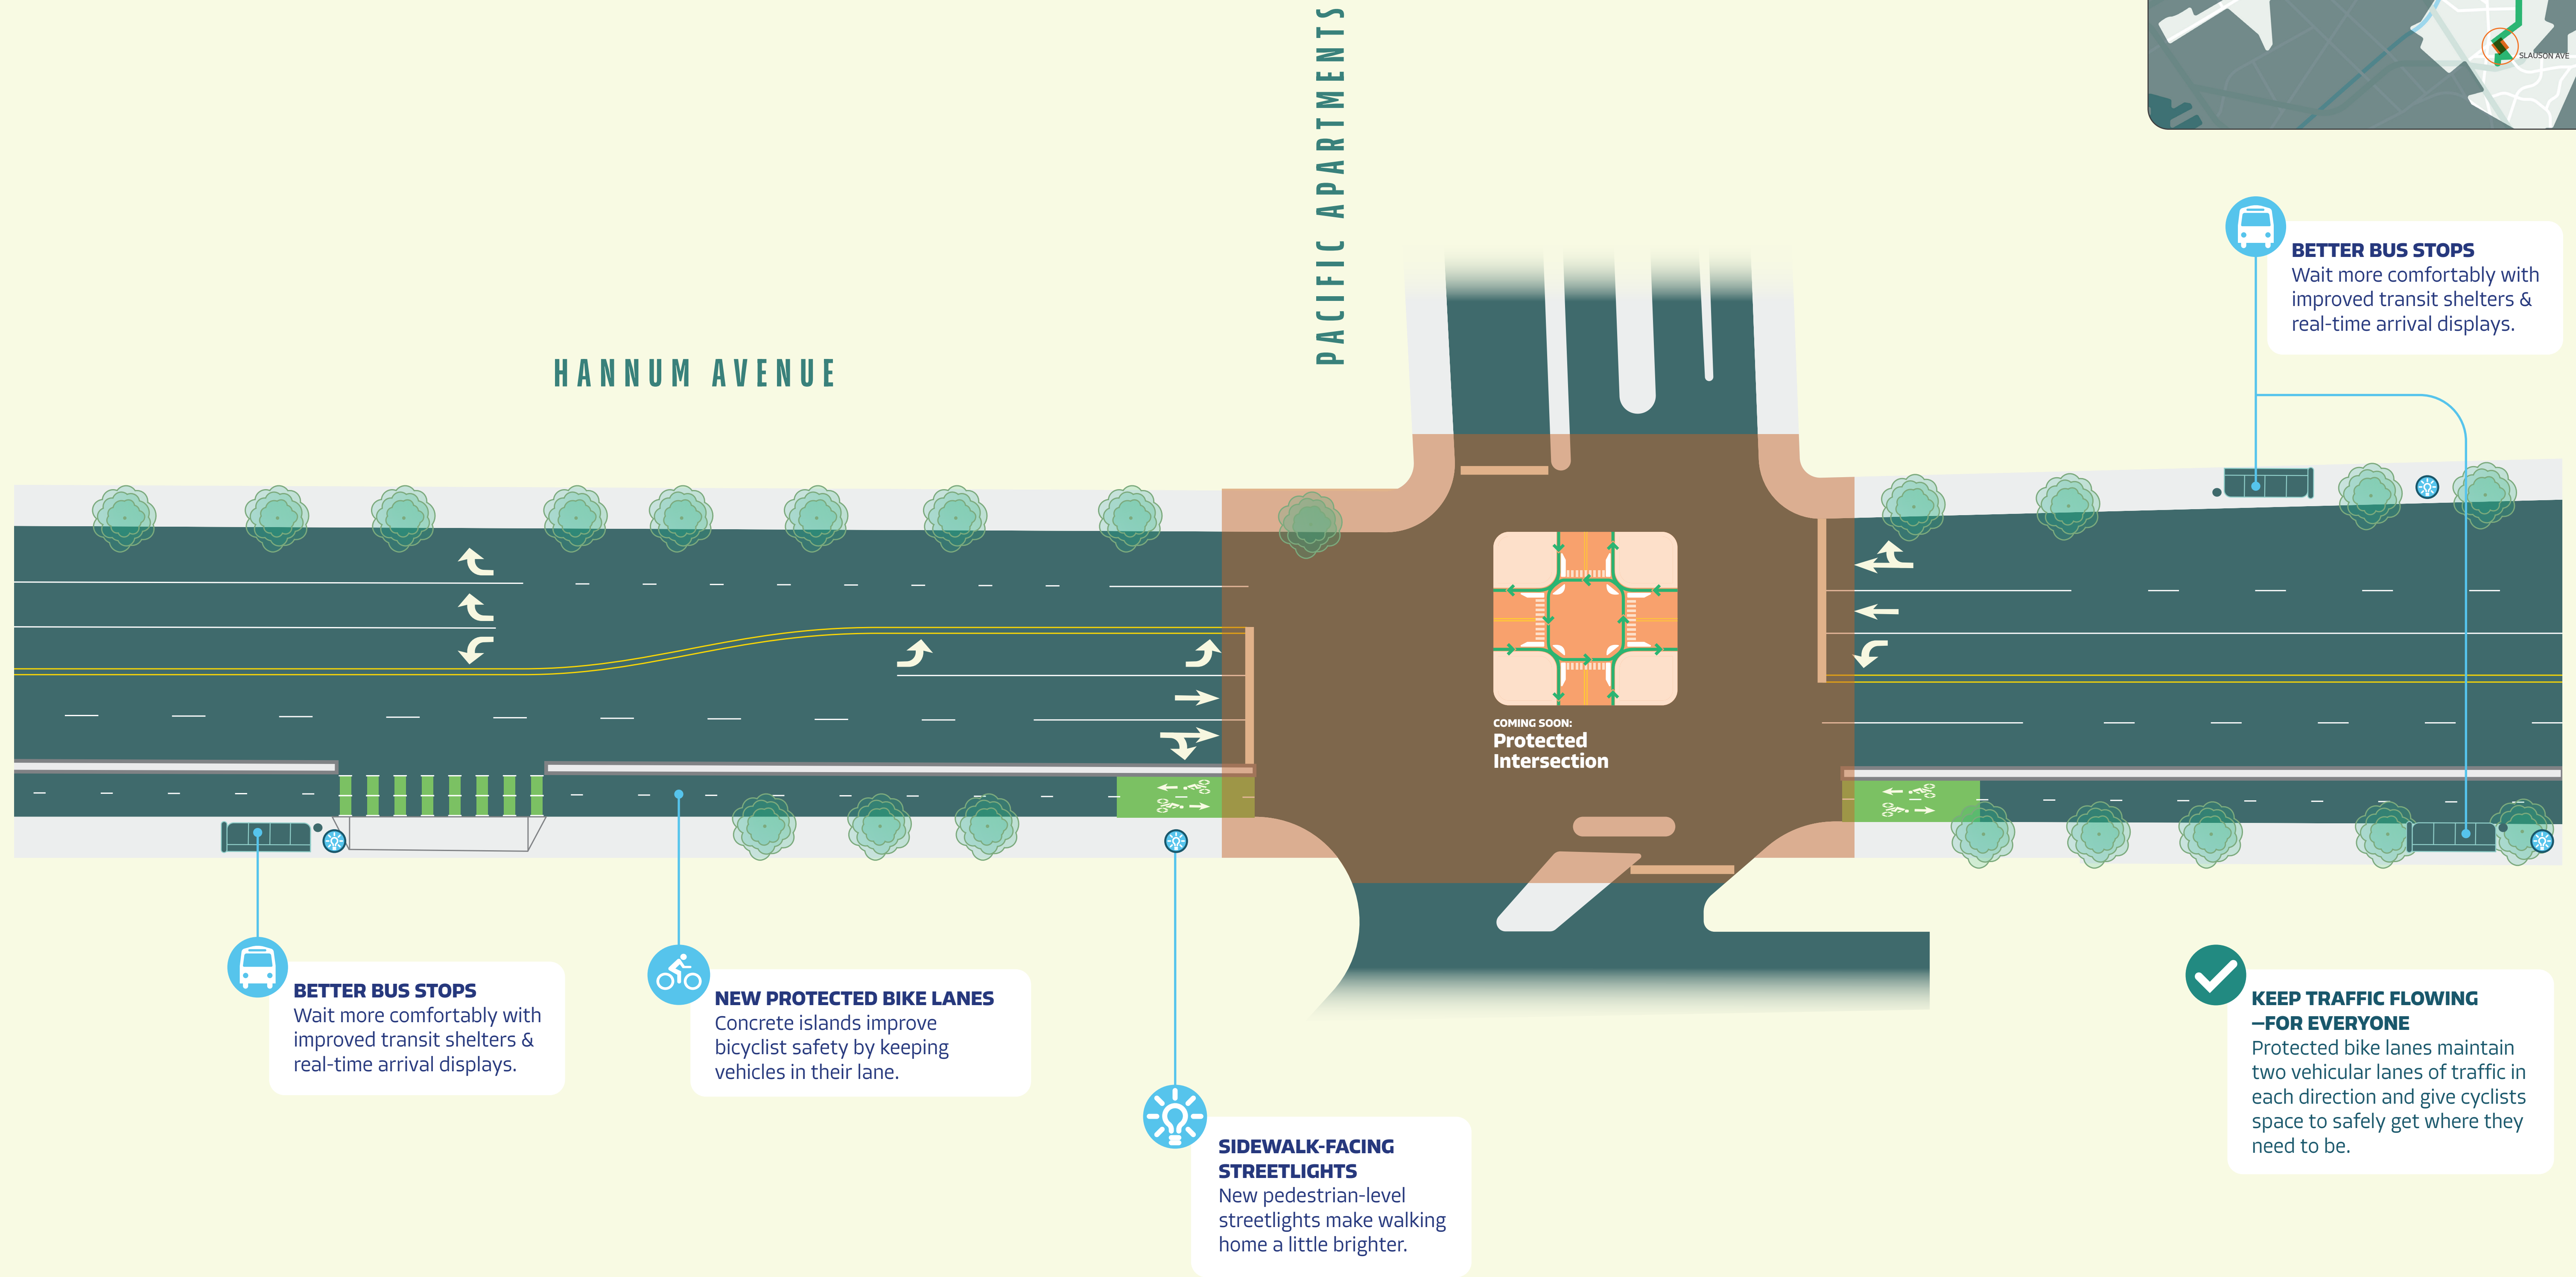 SLAUSON AVE
PACIFIC APARTMENTS
HANNUM AVENUE
BETTER BUS STOPS
Wait more comfortably with
improved transit shelters &
real-time arrival displays.
COMING SOON:
Protected
Intersection
BETTER BUS STOPS
Wait more comfortably with
improved transit shelters &
real-time arrival displays.
NEW PROTECTED BIKE LANES
Concrete islands improve
bicyclist safety by keeping
vehicles in their lane.
SIDEWALK-FACING
STREETLIGHTS
New pedestrian-level
streetlights make walking
home a little brighter.
KEEP TRAFFIC FLOWING
—FOR EVERYONE
Protected bike lanes maintain
two vehicular lanes of traffic in
each direction and give cyclists
space to safely get where they
need to be.